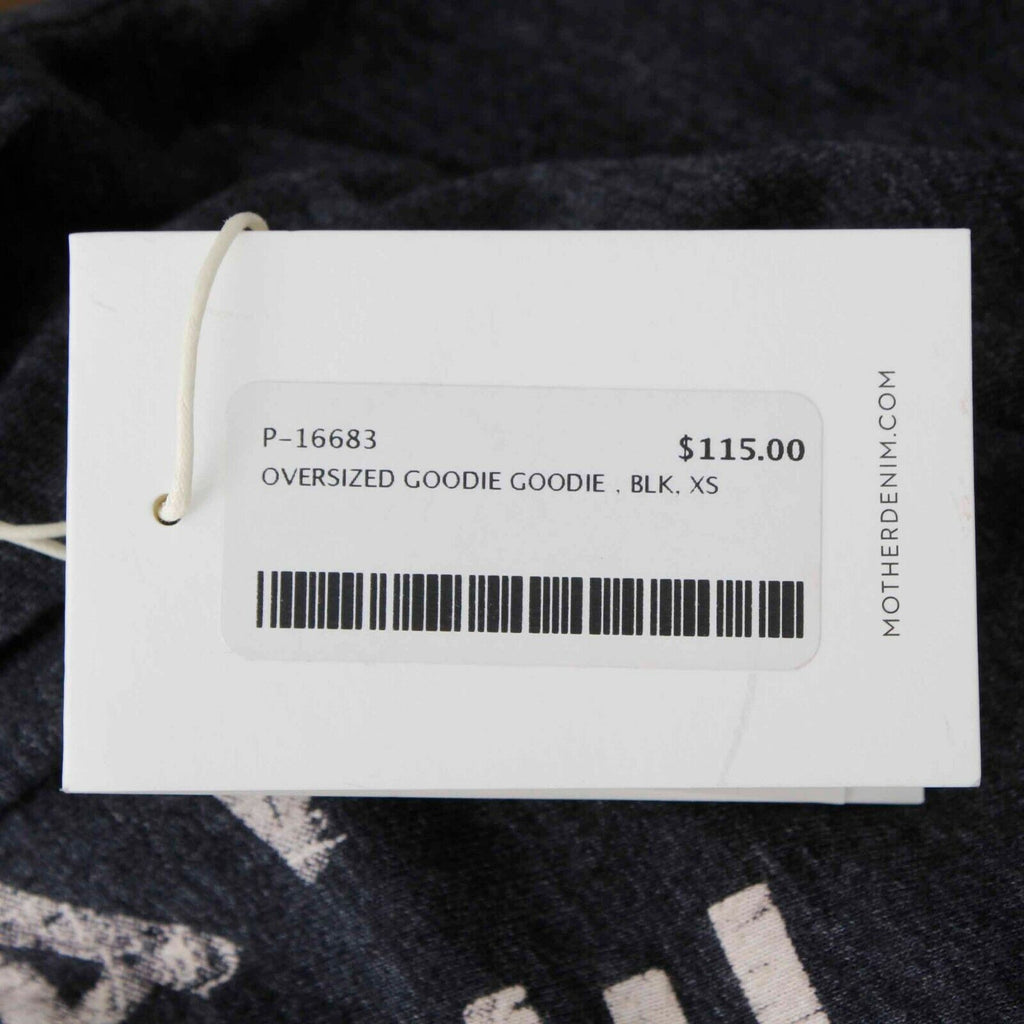 P-16683
$115.00
OVERSIZED GOODIE GOODIE , BLK, XS
MOTHERDENIM.COM